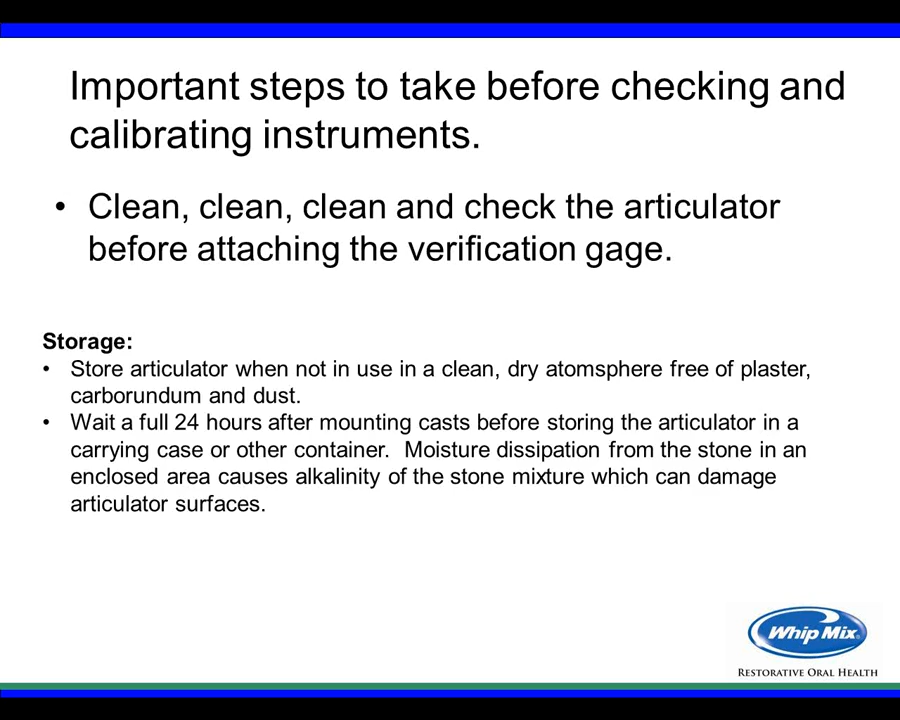 Important steps to take before checking and
calibrating instruments.
• Clean, clean, clean and check the articulator
before attaching the verification gage.
Storage:
• Store articulator when not in use in a clean, dry atomsphere free of plaster,
carborundum and dust.
• Wait a full 24 hours after mounting casts before storing the articulator in a
carrying case or other container.  Moisture dissipation from the stone in an
enclosed area causes alkalinity of the stone mixture which can damage
articulator surfaces.
Whip Mix®
RESTORATIVE ORAL HEALTH